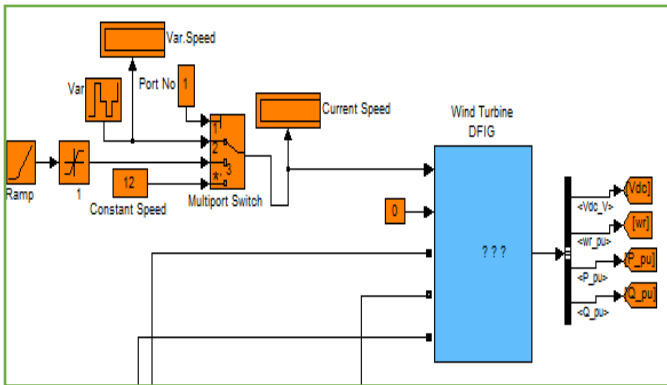 Var.Speed
Var
Port No
1
Current Speed
Wind Turbine
DFIG
1
2
3
*,
Ramp
1
12
Constant Speed
Multiport Switch
0
? ? ?
[Vdc]
<Vdc_V>
[wr]
<wr_pu>
P_pu]
<P_pu>
Q_pu]
<Q_pu>